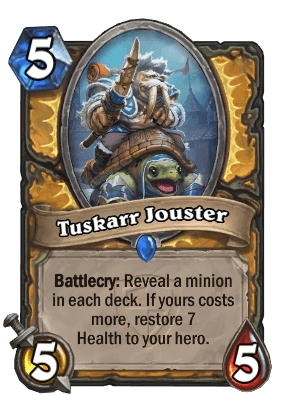 5
Tuskarr Jouster
Battlecry: Reveal a minion
in each deck. If yours costs
more, restore 7
Health to your hero.
5 5